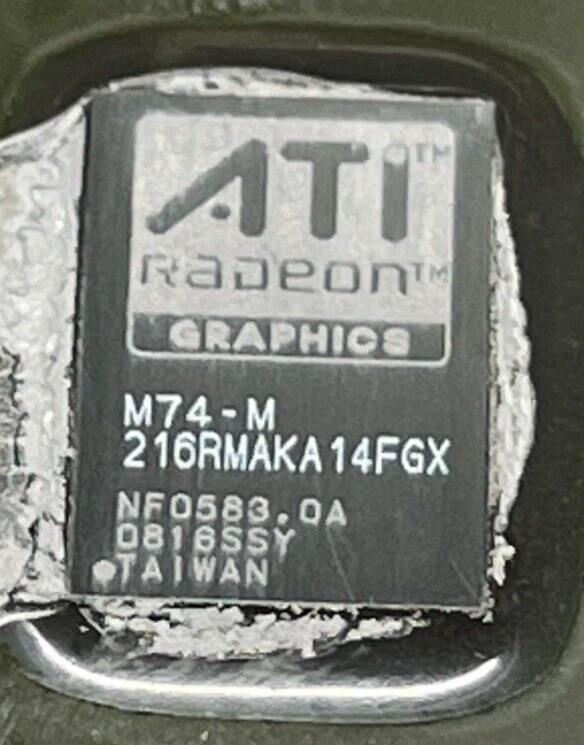 ATI™
RADEON™
GRAPHICS
M74-M
216RMAKA14FGX
NF0583.0A
0816SSY
TAIWAN